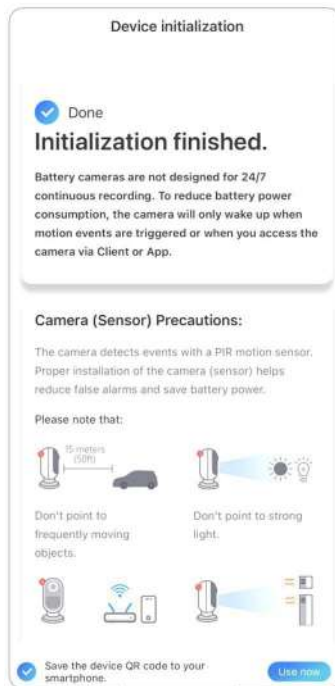 Device initialization
Done
Initialization finished.
Battery cameras are not designed for 24/7
continuous recording. To reduce battery power
consumption, the camera will only wake up when
motion events are triggered or when you access the
camera via Client or App.
Camera (Sensor) Precautions:
The camera detects events with a PIR motion sensor.
Proper installation of the camera (sensor) helps
reduce false alarms and save battery power.
Please note that:
15 meters
(50ft)
Don't point to
frequently moving
objects.
Don't point to strong
light.
Save the device QR code to your
smartphone.
Use now